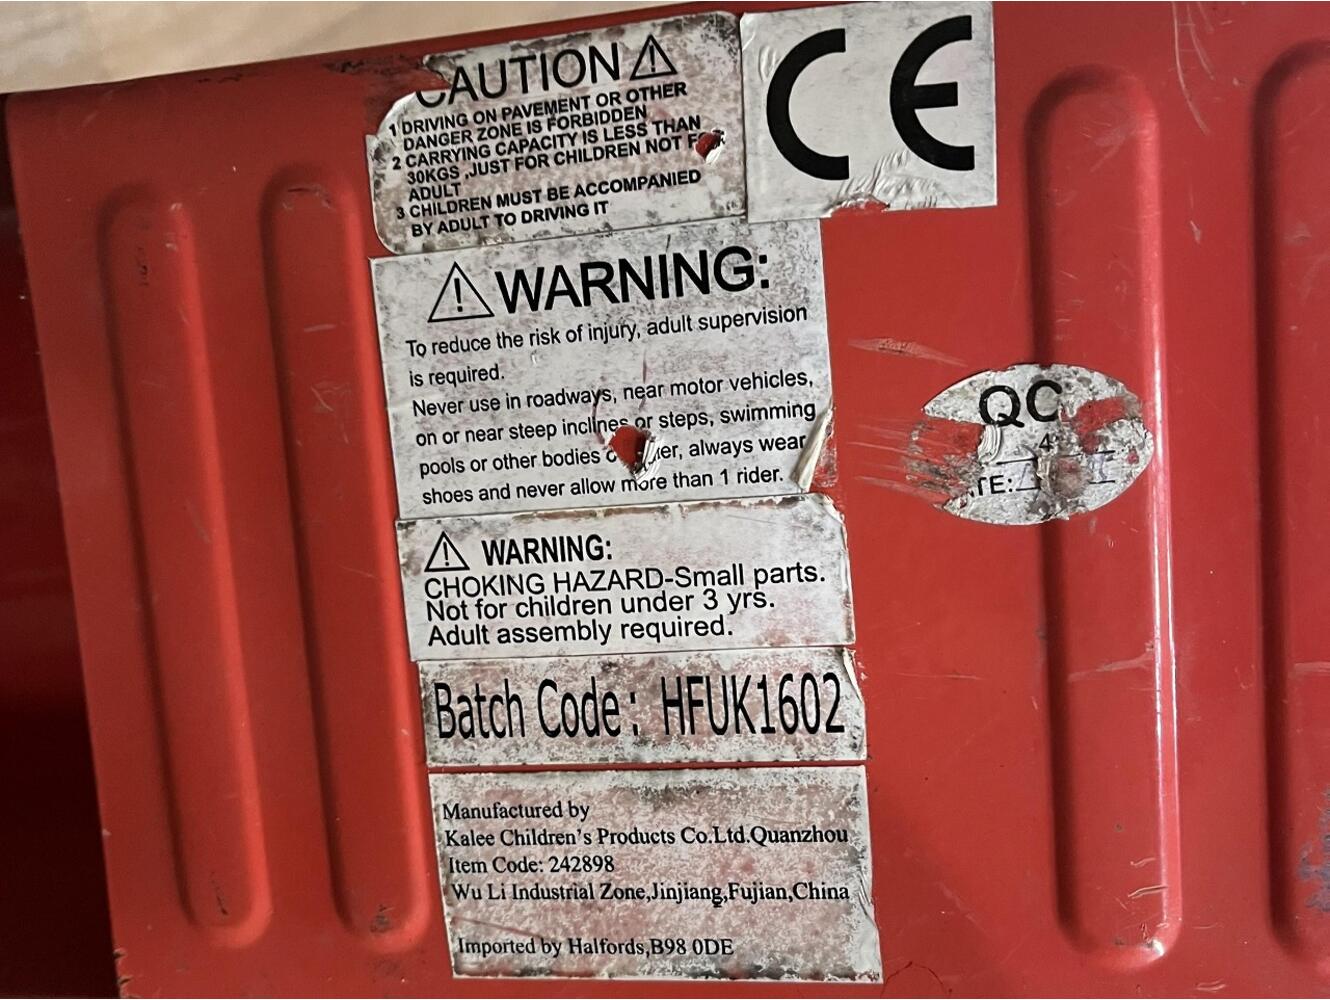 CAUTION
1 DRIVING ON PAVEMENT OR OTHER
DANGER ZONE IS FORBIDDEN
2 CARRYING CAPACITY IS LESS THAN
30KGS ,JUST FOR CHILDREN NOT
ADULT
3 CHILDREN MUST BE ACCOMPANIED
BY ADULT TO DRIVING IT
CE
WARNING:
To reduce the risk of injury, adult supervision
is required.
Never use in roadways, near motor vehicles,
on or near steep inclines or steps, swimming
pools or other bodies always wear
shoes and never allow more than 1 rider.
QC
4
WARNING:
CHOKING HAZARD-Small parts.
Not for children under 3 yrs.
Adult assembly required.
Batch Code: HFUK1602
Manufactured by
Kalee Children's Products Co.Ltd.Quanzhou
Item Code: 242898
Wu Li Industrial Zone,Jinjiang,Fujian,China
Imported by Halfords,B98 0DE